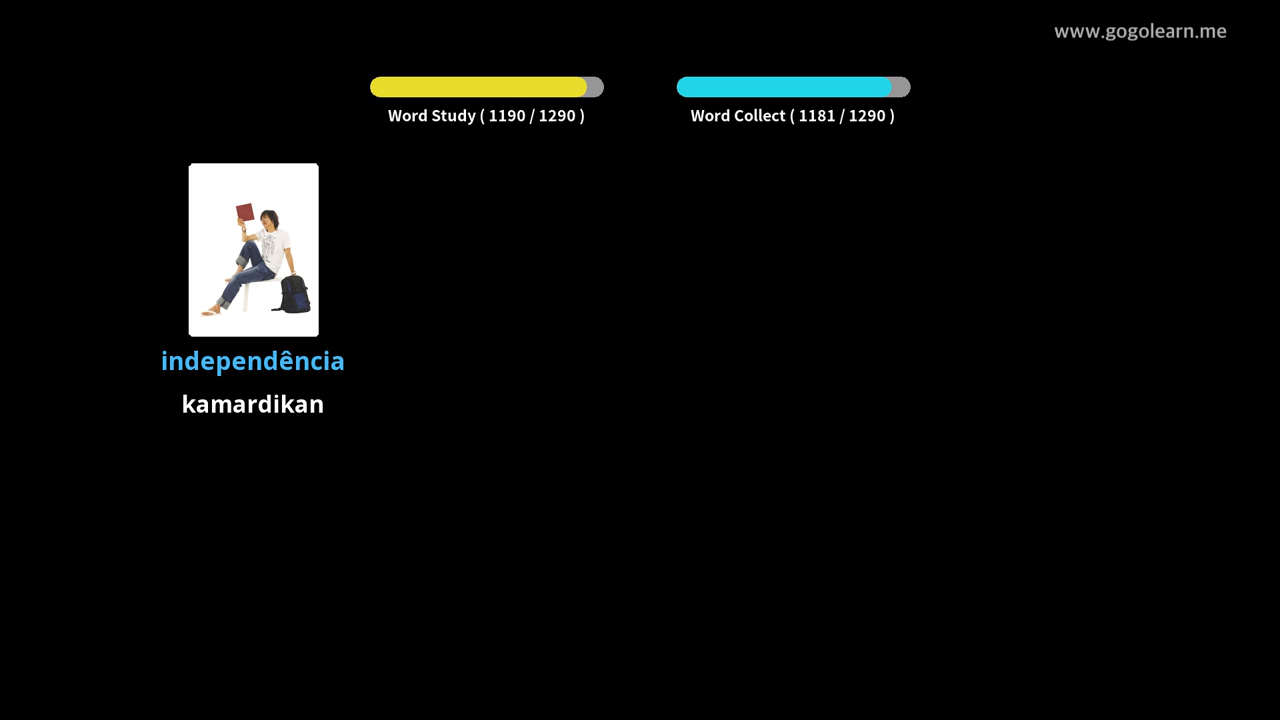 www.gogolearn.me
Word Study ( 1190 / 1290 )
Word Collect ( 1181 / 1290 )
independência
kamardikan